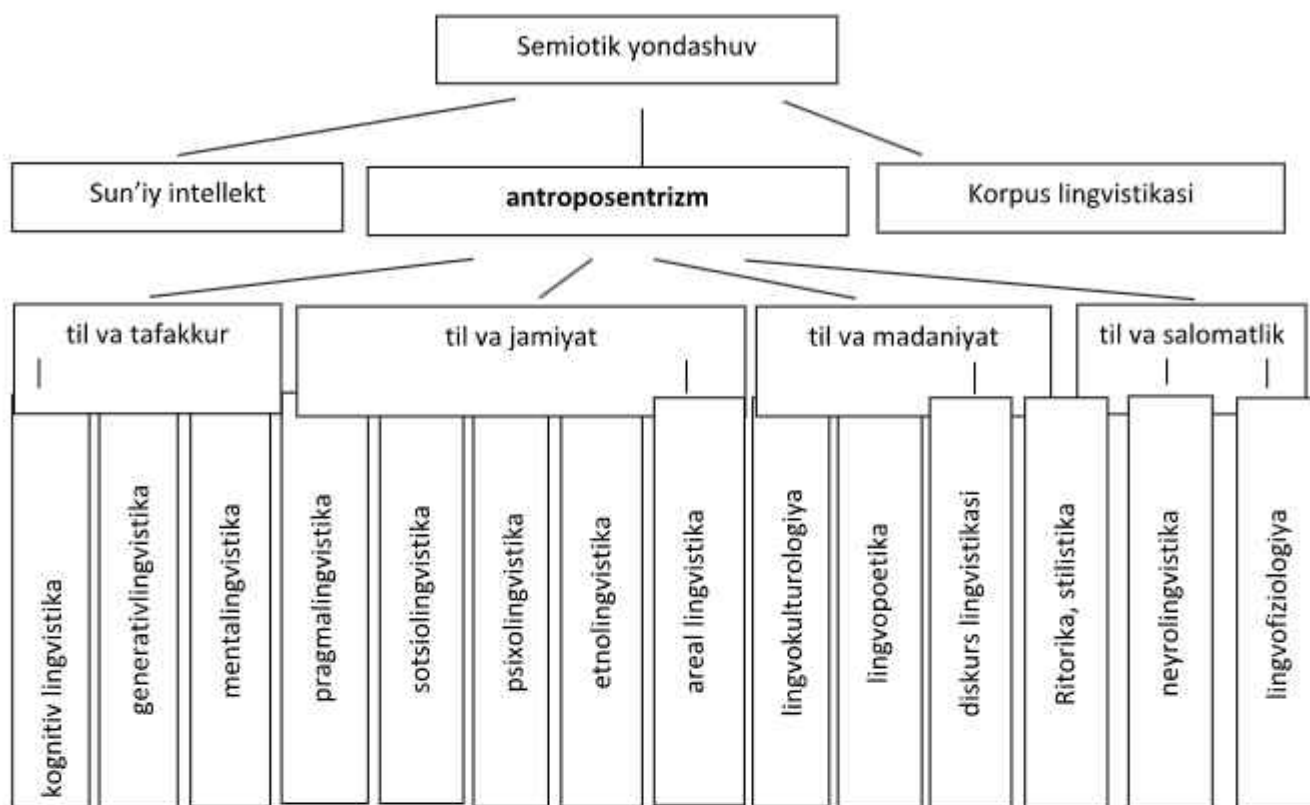 Semiotik yondashuv
Sun’iy intellekt
antroposentrizm
Korpus lingvistikasi
til va tafakkur
til va jamiyat
til va madaniyat
til va salomatlik
kognitiv lingvistika
generativlingvistika
mentalingvistika
pragmalingvistika
sotsiolingvistika
psixolingvistika
etnolingvistika
areal lingvistika
lingvokulturologiya
lingvopoetika
diskurs lingvistikasi
Ritorika, stilistika
neyrolingvistika
lingvofiziologiya